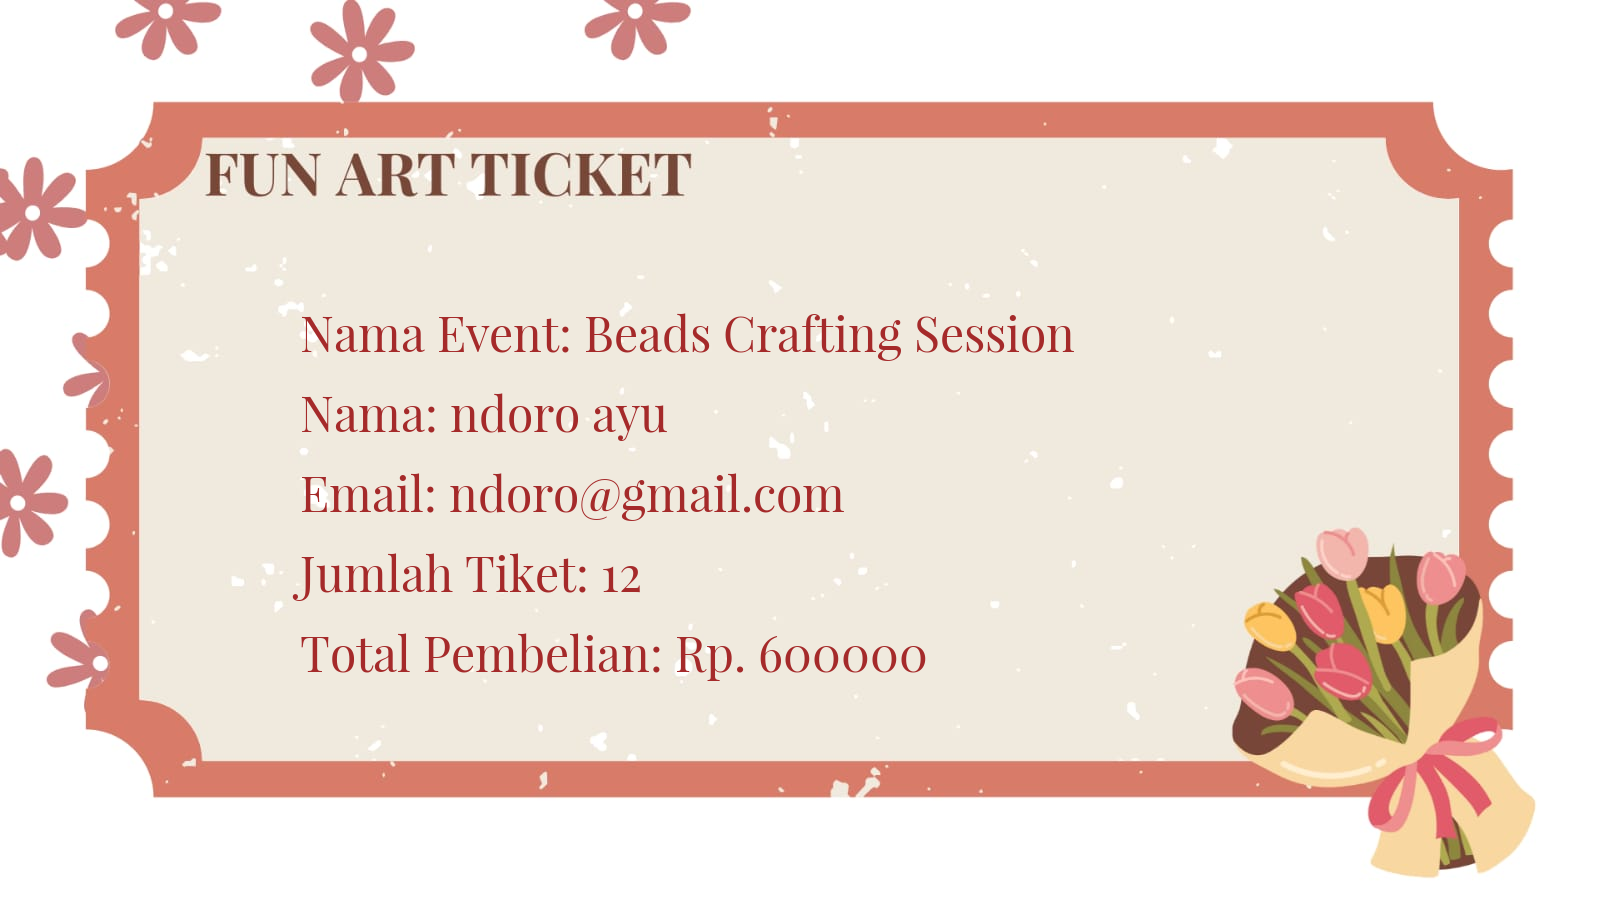 FUN ART TICKET
Nama Event: Beads Crafting Session
Nama: ndoro ayu
Email: ndoro@gmail.com
Jumlah Tiket: 12
Total Pembelian: Rp. 600000